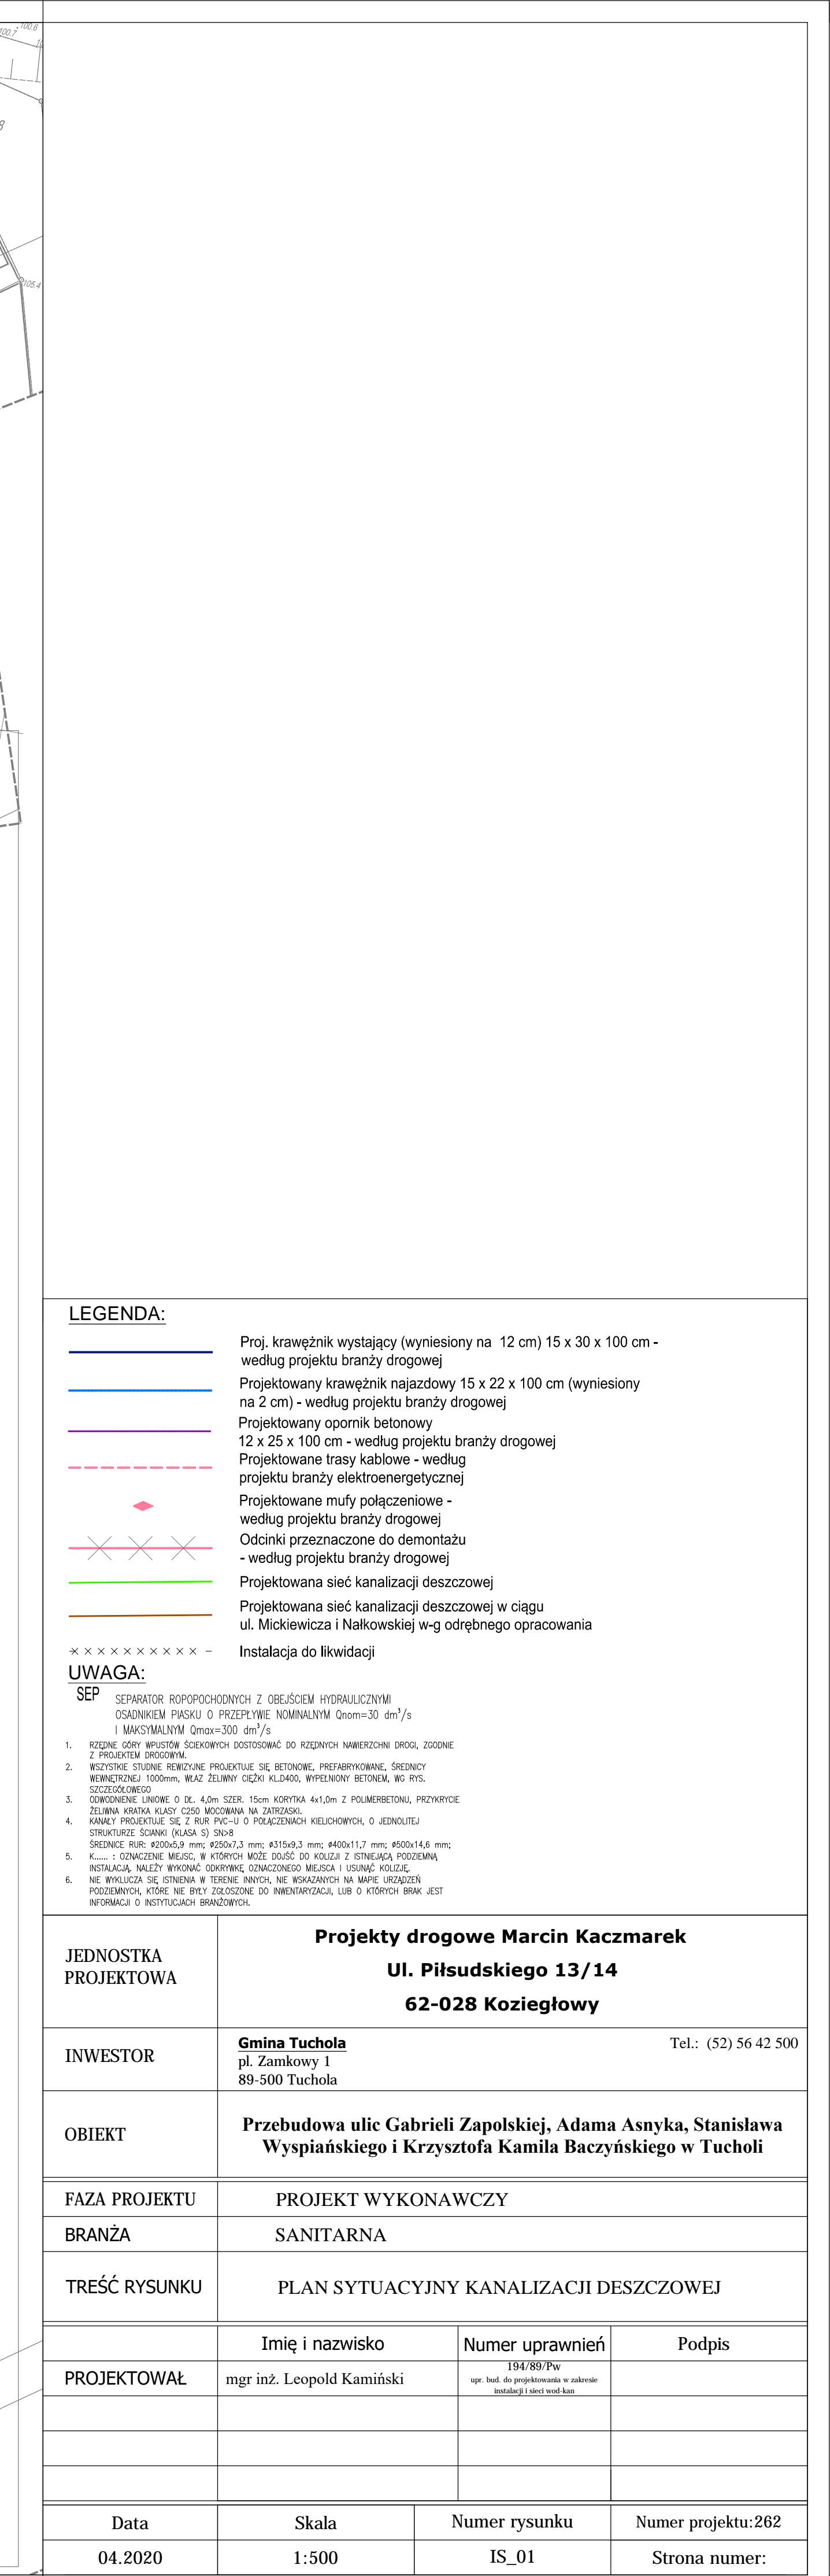 100.7
100.6
105.4
LEGENDA:
Proj. krawężnik wystający (wyniesiony na 12 cm) 15 x 30 x 100 cm -
według projektu branży drogowej
Projektowany krawężnik najazdowy 15 x 22 x 100 cm (wyniesiony
na 2 cm) - według projektu branży drogowej
Projektowany opornik betonowy
12 x 25 x 100 cm - według projektu branży drogowej
Projektowane trasy kablowe - według
projektu branży elektroenergetycznej
Projektowane mufy połączeniowe -
według projektu branży drogowej
Odcinki przeznaczone do demontażu
- według projektu branży drogowej
Projektowana sieć kanalizacji deszczowej
Projektowana sieć kanalizacji deszczowej w ciągu
ul. Mickiewicza i Nałkowskiej w-g odrębnego opracowania
Instalacja do likwidacji
UWAGA:
SEP SEPARATOR ROPOPOCHODNYCH Z OBEJŚCIEM HYDRAULICZNYMI
OSADNIKIEM PIASKU O PRZEPŁYWIE NOMINALNYM Qnom=30 dm³/s
I MAKSYMALNYM Qmax=300 dm³/s
1. RZĘDNE GÓRY WPUSTÓW ŚCIEKOWYCH DOSTOSOWAĆ DO RZĘDNYCH NAWIERZCHNI DROGI, ZGODNIE
Z PROJEKTEM DROGOWYM.
2. WSZYSTKIE STUDNIE REWIZYJNE PROJEKTUJE SIĘ BETONOWE, PREFABRYKOWANE, ŚREDNICY
WEWNĘTRZNEJ 1000mm, WŁAZ ŻELIWNY CIĘŻKI KL.D400, WYPEŁNIONY BETONEM, WG RYS.
SZCZEGÓŁOWEGO
3. ODWODNIENIE LINIOWE O DŁ. 4,0m SZER. 15cm KORYTKA 4x1,0m Z POLIMERBETONU, PRZYKRYCIE
ŻELIWNA KRATKA KLASY C250 MOCOWANA NA ZATRZASKI.
4. KANAŁY PROJEKTUJE SIĘ Z RUR PVC-U O POŁĄCZENIACH KIELICHOWYCH, O JEDNOLITEJ
STRUKTURZE ŚCIANKI (KLASA S) SN>8
ŚREDNICE RUR: ø200x5,9 mm; ø250x7,3 mm; ø315x9,3 mm; ø400x11,7 mm; ø500x14,6 mm;
5. K...... : OZNACZENIE MIEJSC, W KTÓRYCH MOŻE DOJŚĆ DO KOLIZJI Z ISTNIEJĄCĄ PODZIEMNĄ
INSTALACJĄ. NALEŻY WYKONAĆ ODKRYWKĘ OZNACZONEGO MIEJSCA I USUNĄĆ KOLIZJĘ.
6. NIE WYKLUCZA SIĘ ISTNIENIA W TERENIE INNYCH, NIE WSKAZANYCH NA MAPIE URZĄDZEŃ
PODZIEMNYCH, KTÓRE NIE BYŁY ZGŁOSZONE DO INWENTARYZACJI, LUB O KTÓRYCH BRAK JEST
INFORMACJI O INSTYTUCJACH BRANŻOWYCH.
JEDNOSTKA
PROJEKTOWA
Projekty drogowe Marcin Kaczmarek
Ul. Piłsudskiego 13/14
62-028 Koziegłowy
INWESTOR
Gmina Tuchola
pl. Zamkowy 1
89-500 Tuchola
Tel.: (52) 56 42 500
OBIEKT
Przebudowa ulic Gabrieli Zapolskiej, Adama Asnyka, Stanisława
Wyspiańskiego i Krzysztofa Kamila Baczyńskiego w Tucholi
FAZA PROJEKTU PROJEKT WYKONAWCZY
BRANŻA SANITARNA
TREŚĆ RYSUNKU PLAN SYTUACYJNY KANALIZACJI DESZCZOWEJ
Imię i nazwisko Numer uprawnień Podpis
PROJEKTOWAŁ mgr inż. Leopold Kamiński
194/89/Pw
upr. bud. do projektowania w zakresie
instalacji i sieci wod-kan
Data Skala Numer rysunku Numer projektu:262
04.2020 1:500 IS_01 Strona numer: